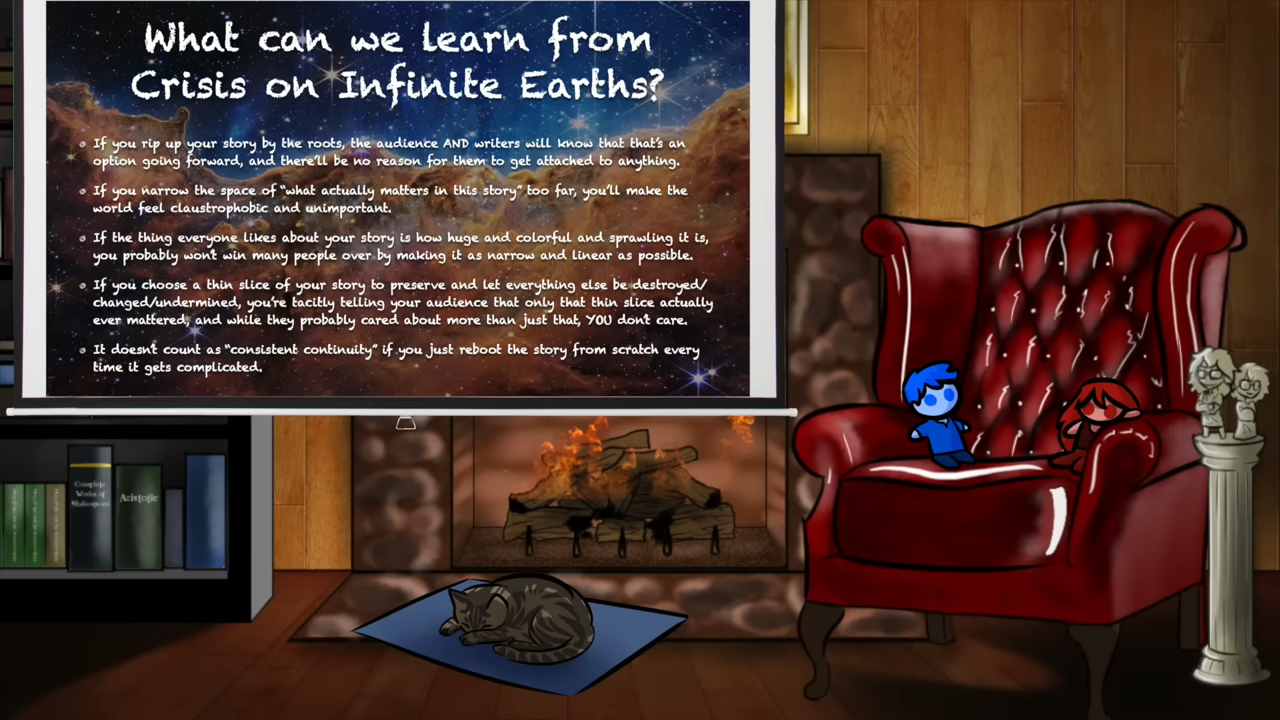 What can we learn from
Crisis on Infinite Earths?
If you rip up your story by the roots, the audience AND writers will know that that's an
option going forward, and there'll be no reason for them to get attached to anything.
If you narrow the space of "what actually matters in this story" too far, you'll make the
world feel claustrophobic and unimportant.
If the thing everyone likes about your story is how huge and colorful and sprawling it is,
you probably won't win many people over by making it as narrow and linear as possible.
If you choose a thin slice of your story to preserve and let everything else be destroyed/
changed/undermined, you're tacitly telling your audience that only that thin slice actually
ever mattered, and while they probably cared about more than just that, YOU don't care.
It doesn't count as "consistent continuity" if you just reboot the story from scratch every
time it gets complicated.
Complete
Works of
Shakespeare
Aristotle